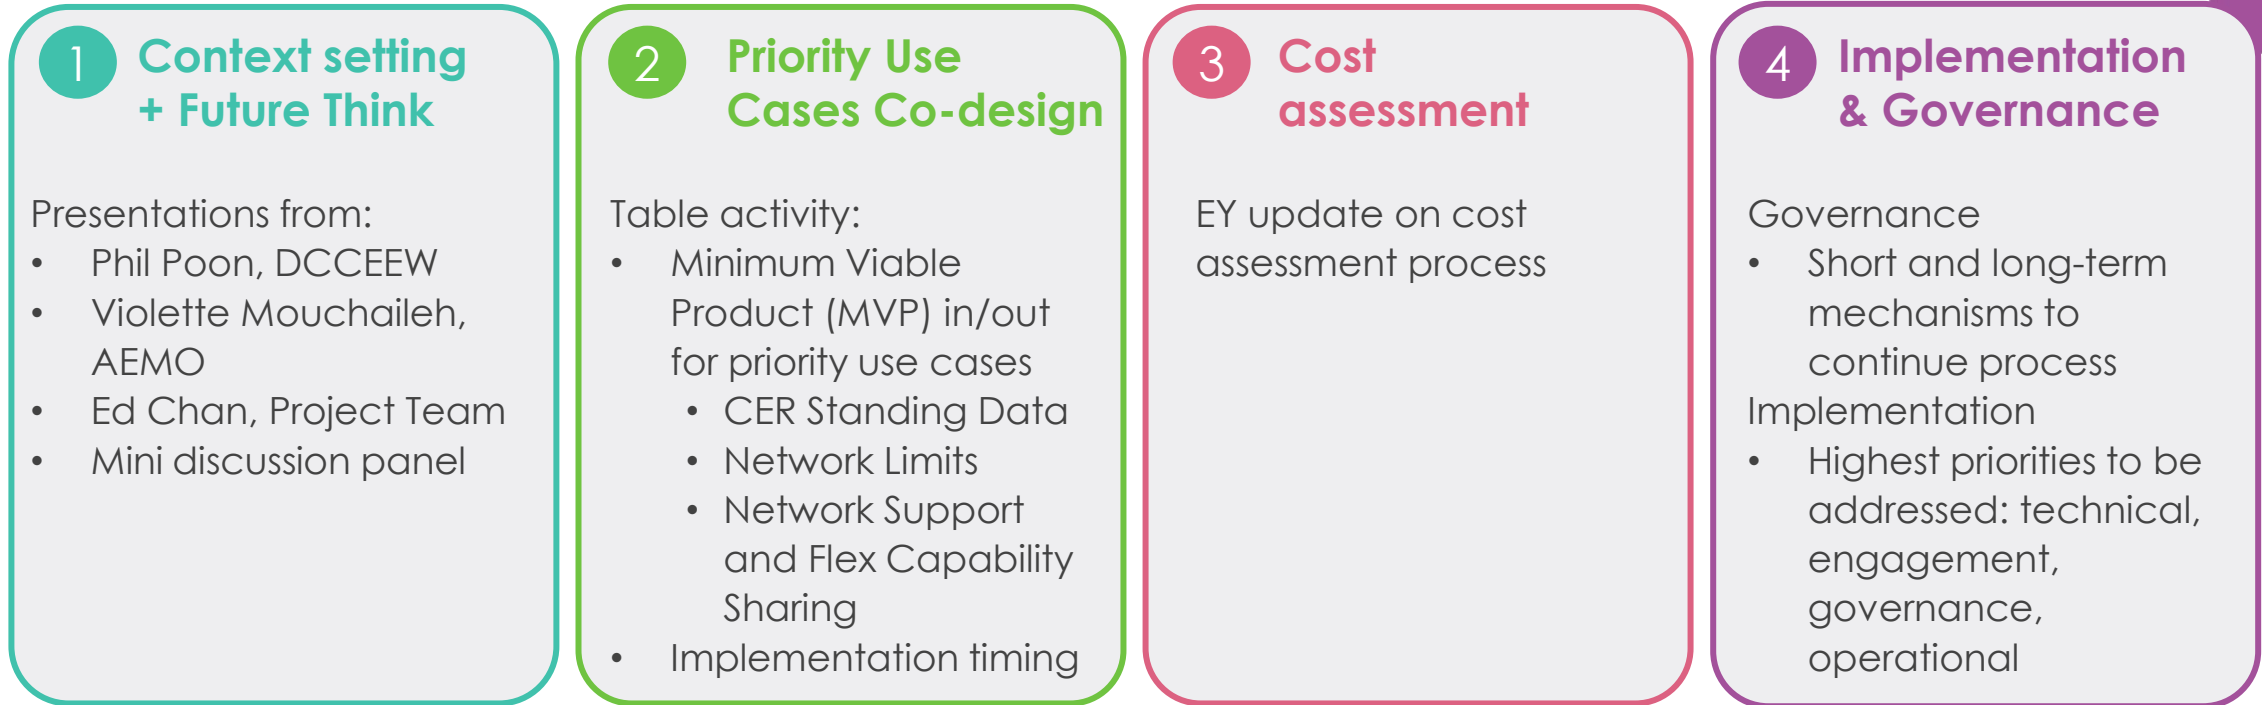 1
Context setting
+ Future Think
Presentations from:
• Phil Poon, DCCEEW
• Violette Mouchaileh,
AEMO
• Ed Chan, Project Team
• Mini discussion panel
2
Priority Use
Cases Co-design
Table activity:
• Minimum Viable
Product (MVP) in/out
for priority use cases
• CER Standing Data
• Network Limits
• Network Support
and Flex Capability
Sharing
• Implementation timing
3
Cost
assessment
EY update on cost
assessment process
4
Implementation
& Governance
Governance
• Short and long-term
mechanisms to
continue process
Implementation
• Highest priorities to be
addressed: technical,
engagement,
governance,
operational